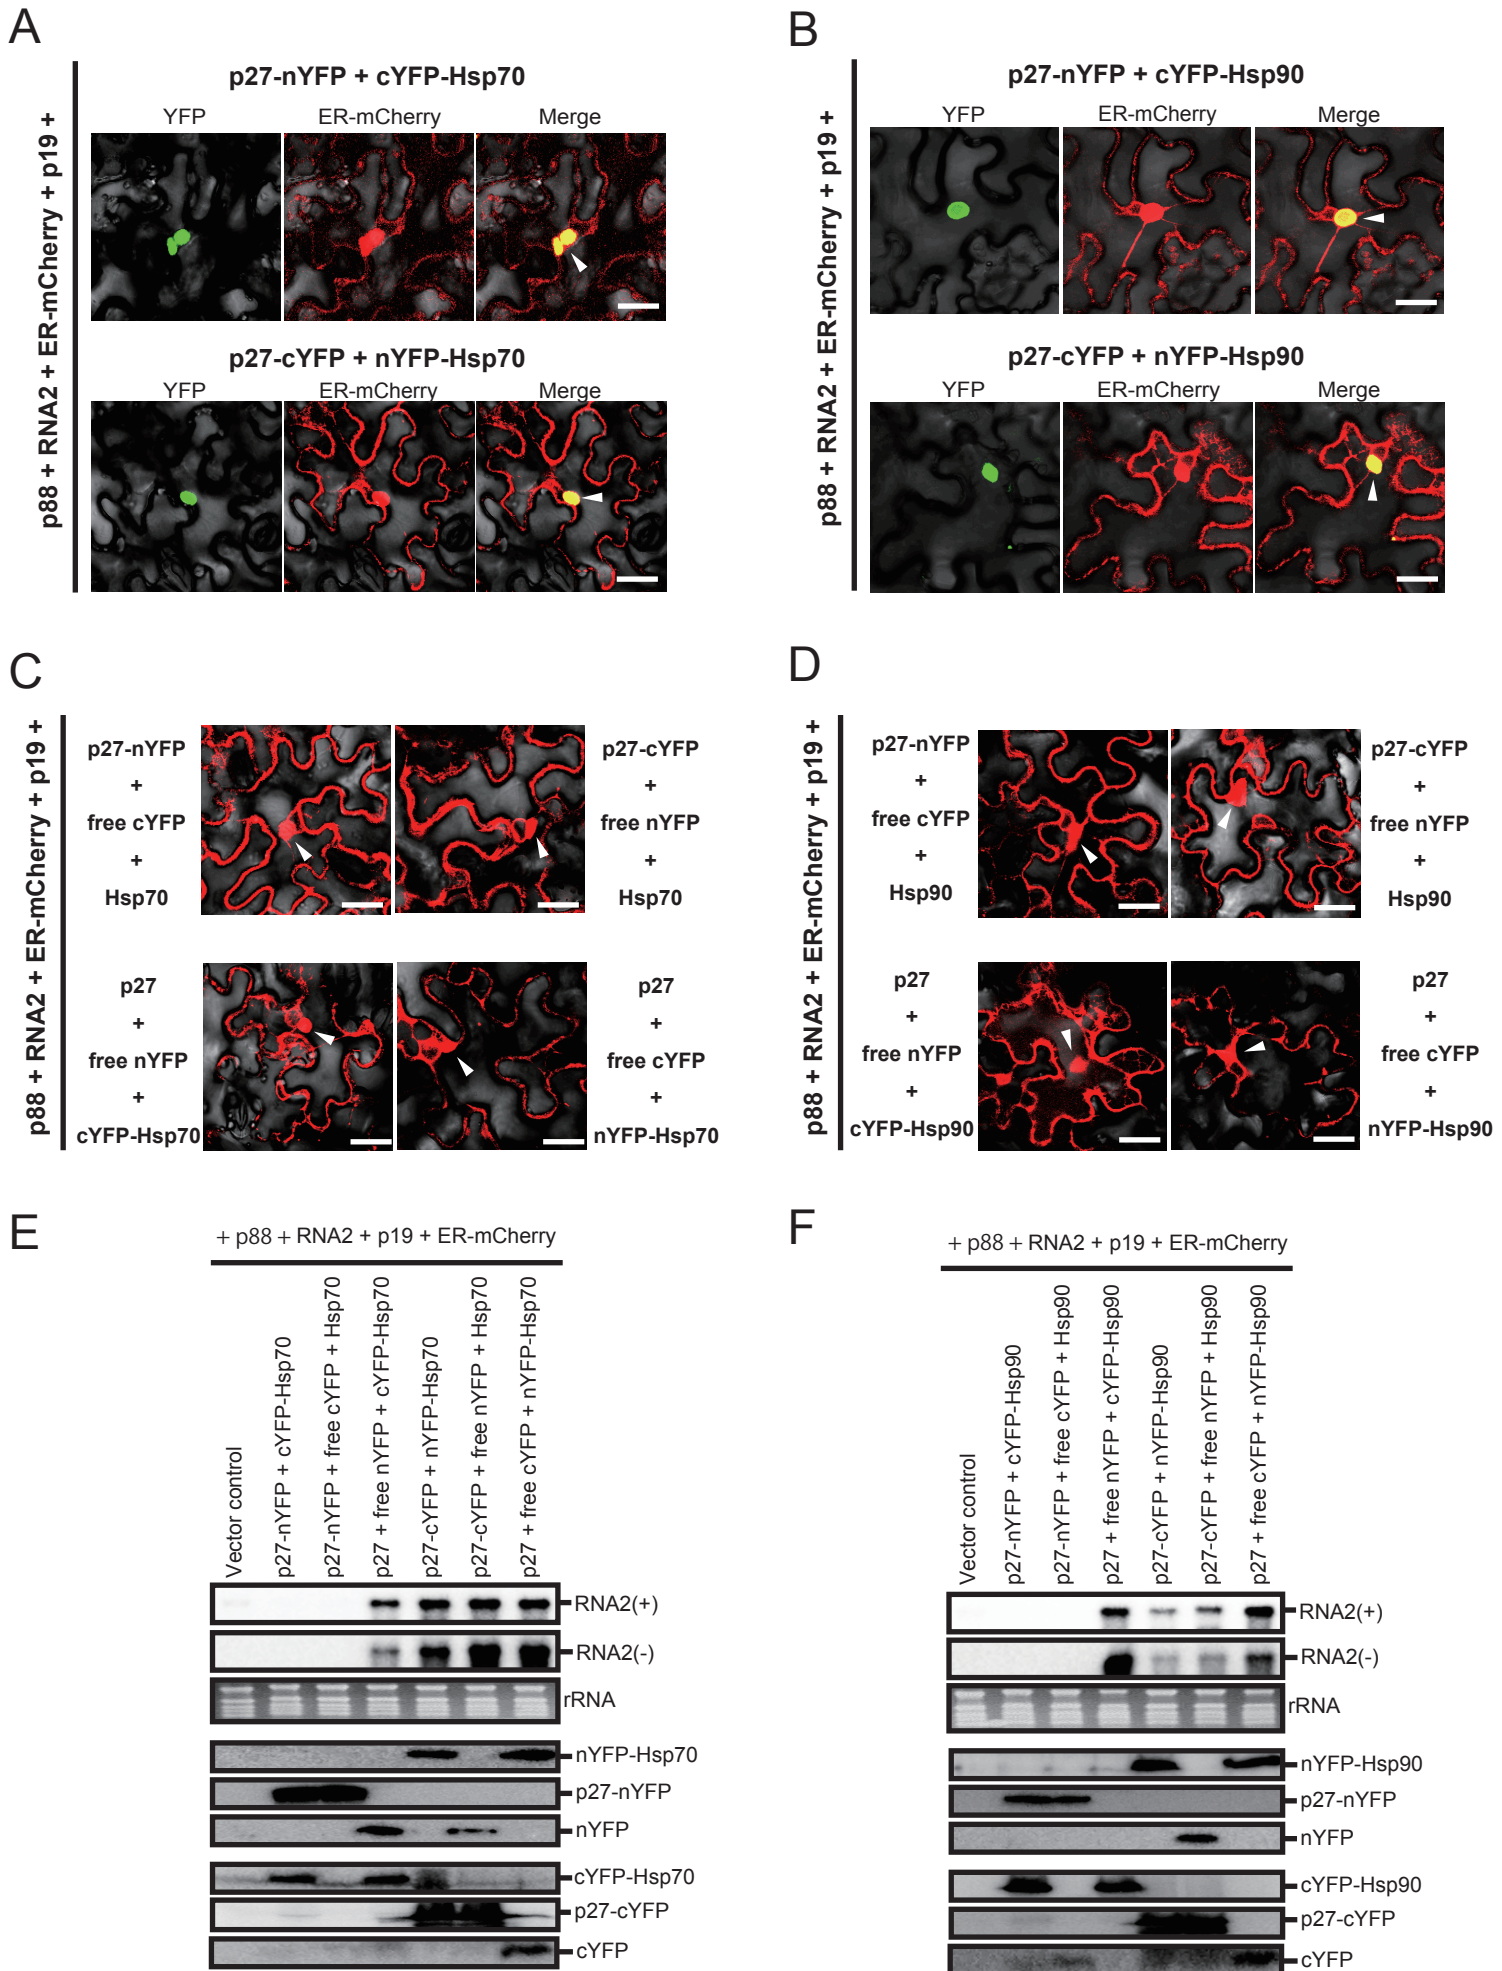 A
p88 + RNA2 + ER-mCherry + p19 +
p27-nYFP + cYFP-Hsp70
YFP
ER-mCherry
Merge
p27-cYFP + nYFP-Hsp70
YFP
ER-mCherry
Merge
B
p88 + RNA2 + ER-mCherry + p19 +
p27-nYFP + cYFP-Hsp90
YFP
ER-mCherry
Merge
p27-cYFP + nYFP-Hsp90
YFP
ER-mCherry
Merge
C
p88 + RNA2 + ER-mCherry + p19 +
p27-nYFP
+
free cYFP
+
Hsp70
p27-cYFP
+
free nYFP
+
Hsp70
p27
+
free nYFP
+
cYFP-Hsp70
p27
+
free cYFP
+
nYFP-Hsp70
D
p88 + RNA2 + ER-mCherry + p19 +
p27-nYFP
+
free cYFP
+
Hsp90
p27-cYFP
+
free nYFP
+
Hsp90
p27
+
free nYFP
+
cYFP-Hsp90
p27
+
free cYFP
+
nYFP-Hsp90
E
+ p88 + RNA2 + p19 + ER-mCherry
Vector control
p27-nYFP + cYFP-Hsp70
p27-nYFP + free cYFP + Hsp70
p27 + free nYFP + cYFP-Hsp70
p27-cYFP + nYFP-Hsp70
p27-cYFP + free nYFP + Hsp70
p27 + free cYFP + nYFP-Hsp70
RNA2(+)
RNA2(-)
rRNA
nYFP-Hsp70
p27-nYFP
nYFP
cYFP-Hsp70
p27-cYFP
cYFP
F
+ p88 + RNA2 + p19 + ER-mCherry
Vector control
p27-nYFP + cYFP-Hsp90
p27-nYFP + free cYFP + Hsp90
p27 + free nYFP + cYFP-Hsp90
p27-cYFP + nYFP-Hsp90
p27-cYFP + free nYFP + Hsp90
p27 + free cYFP + nYFP-Hsp90
RNA2(+)
RNA2(-)
rRNA
nYFP-Hsp90
p27-nYFP
nYFP
cYFP-Hsp90
p27-cYFP
cYFP